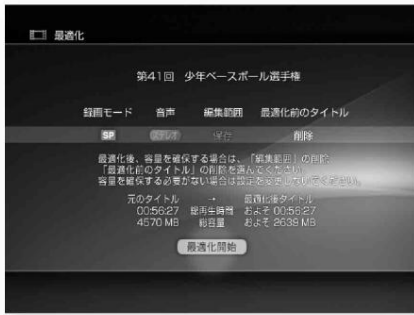 最適化
第41回 少年ベースボール選手権
録画モード 音声 編集範囲 最適化前のタイトル
SP ステレオ 保存 削除
最適化後、容量を確保する場合は、「編集範囲」の削除
「最適化前のタイトル」の削除を選んでください。
容量を確保する必要がない場合は設定を変更しないでください。
元のタイトル → 最適化後タイトル
00:56:27 総再生時間 およそ 00:56:27
4570 MB 総容量 およそ 2639 MB
最適化開始